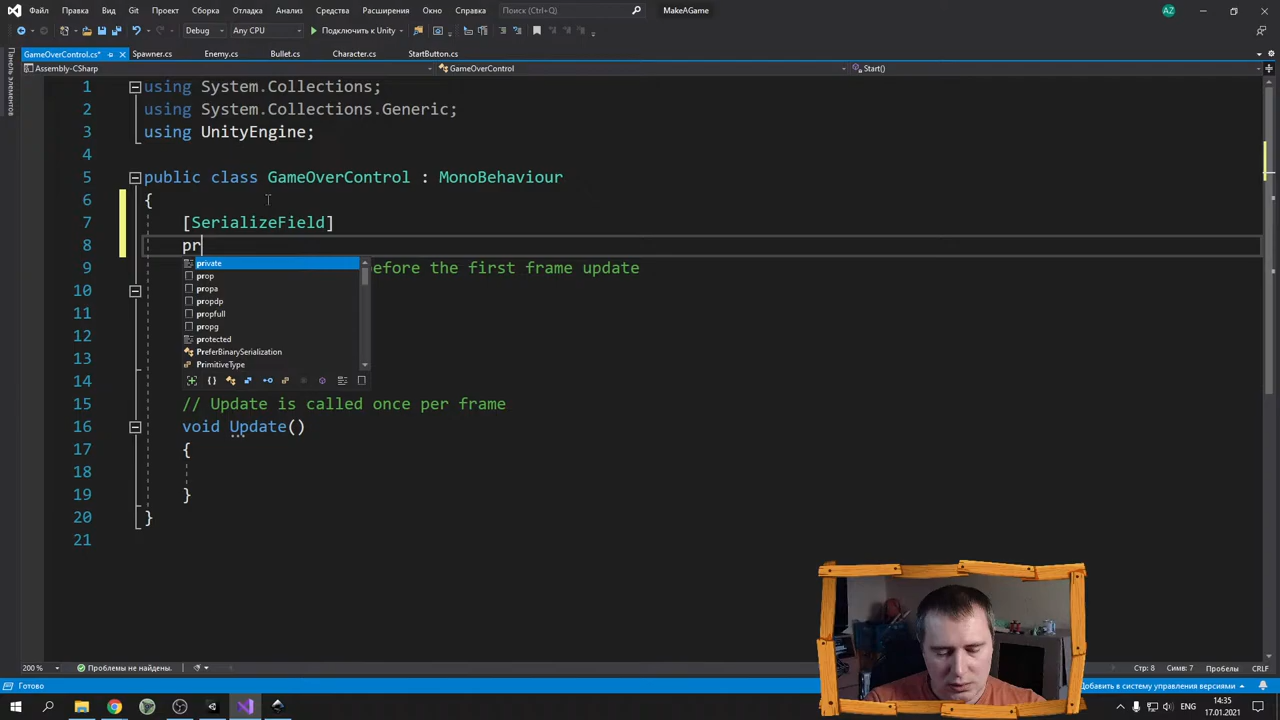 Файл Правка Вид Git Проект Сборка Отладка Анализ Средства Расширения Окно Справка Поиск (Ctrl+Q) MakeAGame AZ
Debug Any CPU Подключить к Unity
GameOverControl.cs* Spawner.cs Enemy.cs Bullet.cs Character.cs StartButton.cs
Assembly-CSharp GameOverControl Start()
Панель элементов
1 using System.Collections;
2 using System.Collections.Generic;
3 using UnityEngine;
4
5 public class GameOverControl : MonoBehaviour
6 {
7 [SerializeField]
8 pr
private
9 efore the first frame update
prop
propa
10
propdp
11
propfull
propg
12
protected
PreferBinarySerialization
13
PrimitiveType
14
15 // Update is called once per frame
16 void Update()
17 {
18
19 }
20 }
21
200 % Проблемы не найдены. Стр: 8 Симв: 7 Пробелы CRLF
Готово Добавить в систему управления версиями
ENG 14:35
17.01.2021